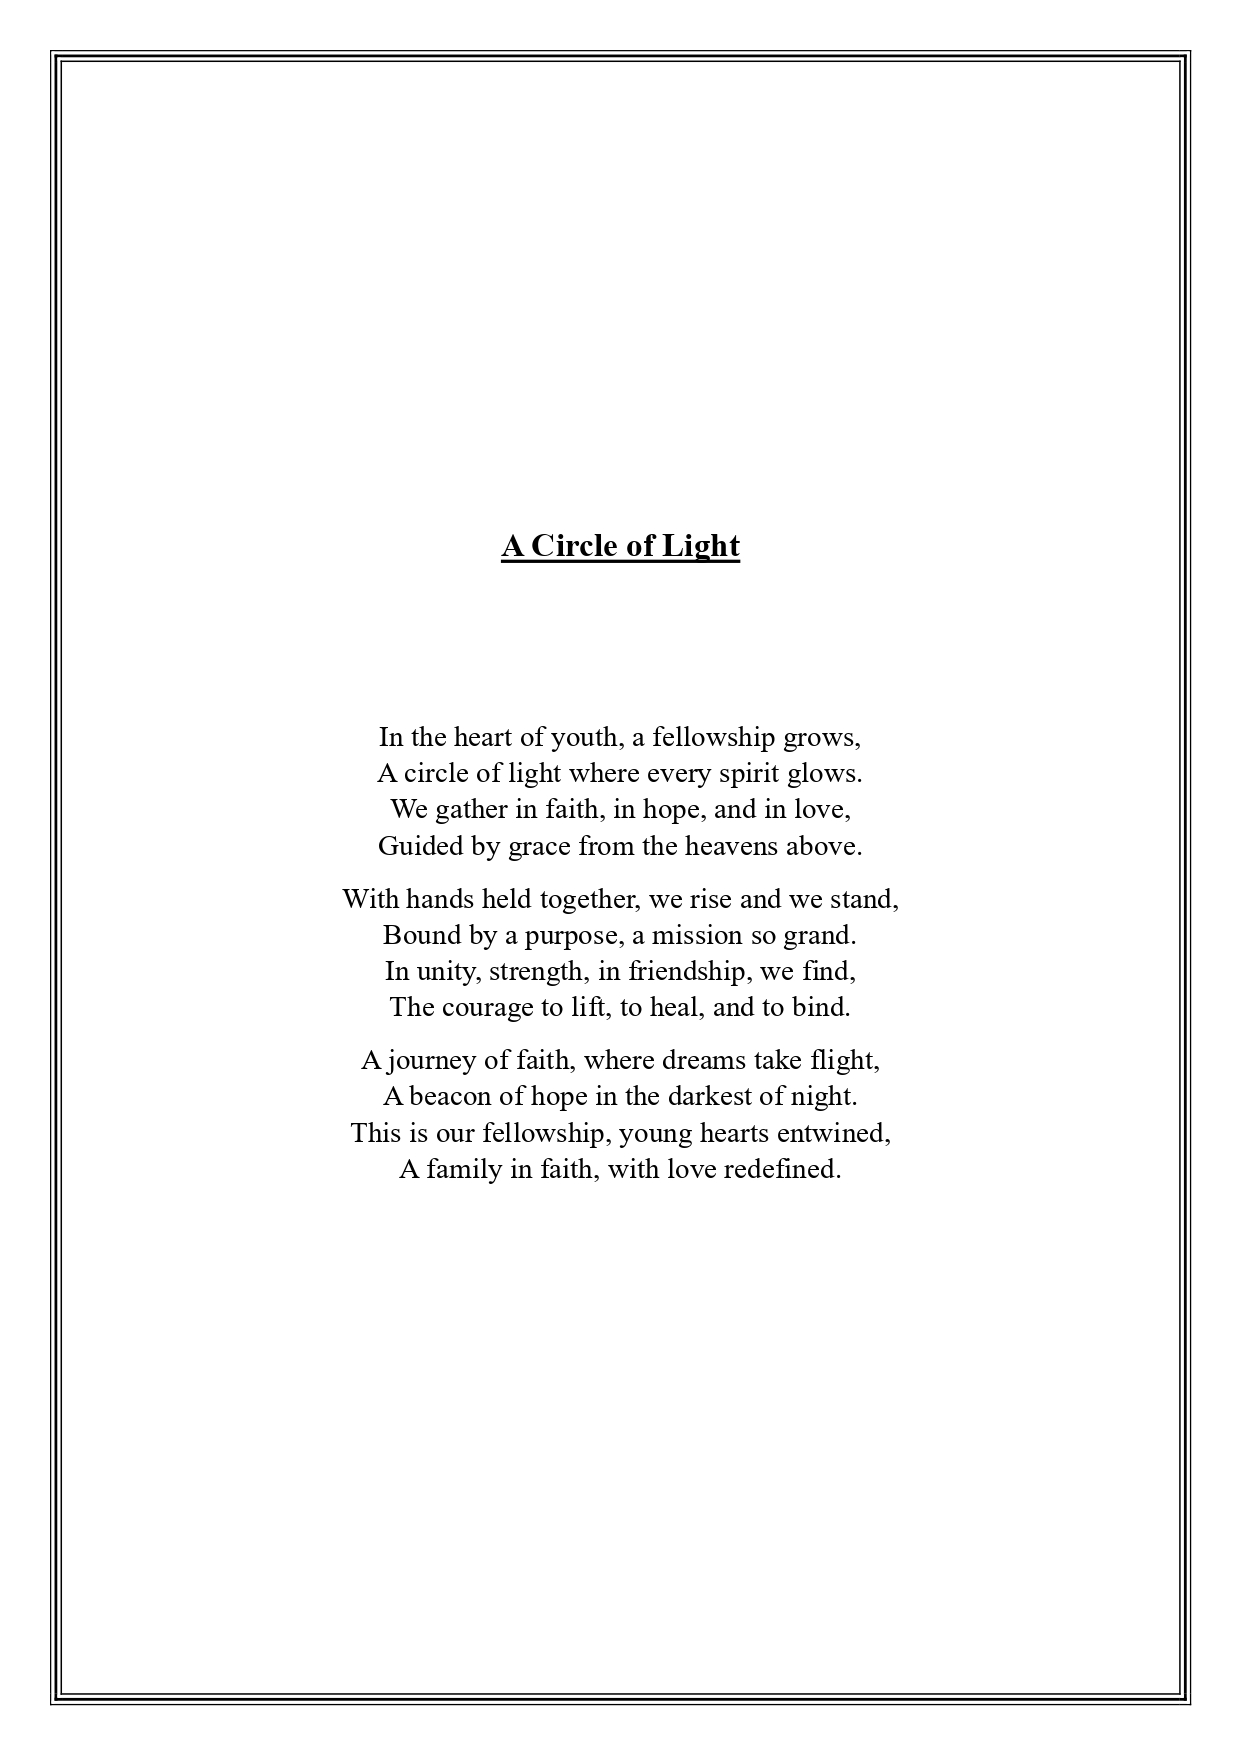 A Circle of Light
In the heart of youth, a fellowship grows,
A circle of light where every spirit glows.
We gather in faith, in hope, and in love,
Guided by grace from the heavens above.
With hands held together, we rise and we stand,
Bound by a purpose, a mission so grand.
In unity, strength, in friendship, we find,
The courage to lift, to heal, and to bind.
A journey of faith, where dreams take flight,
A beacon of hope in the darkest of night.
This is our fellowship, young hearts entwined,
A family in faith, with love redefined.